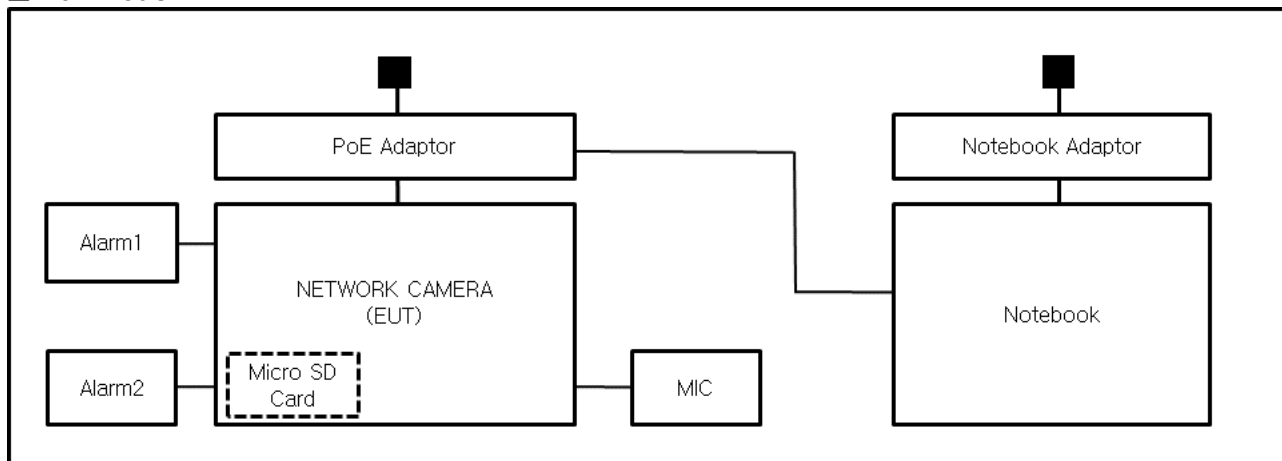 PoE Adaptor
Notebook Adaptor
Alarm1
NETWORK CAMERA
(EUT)
Notebook
Micro SD
Card
Alarm2
MIC